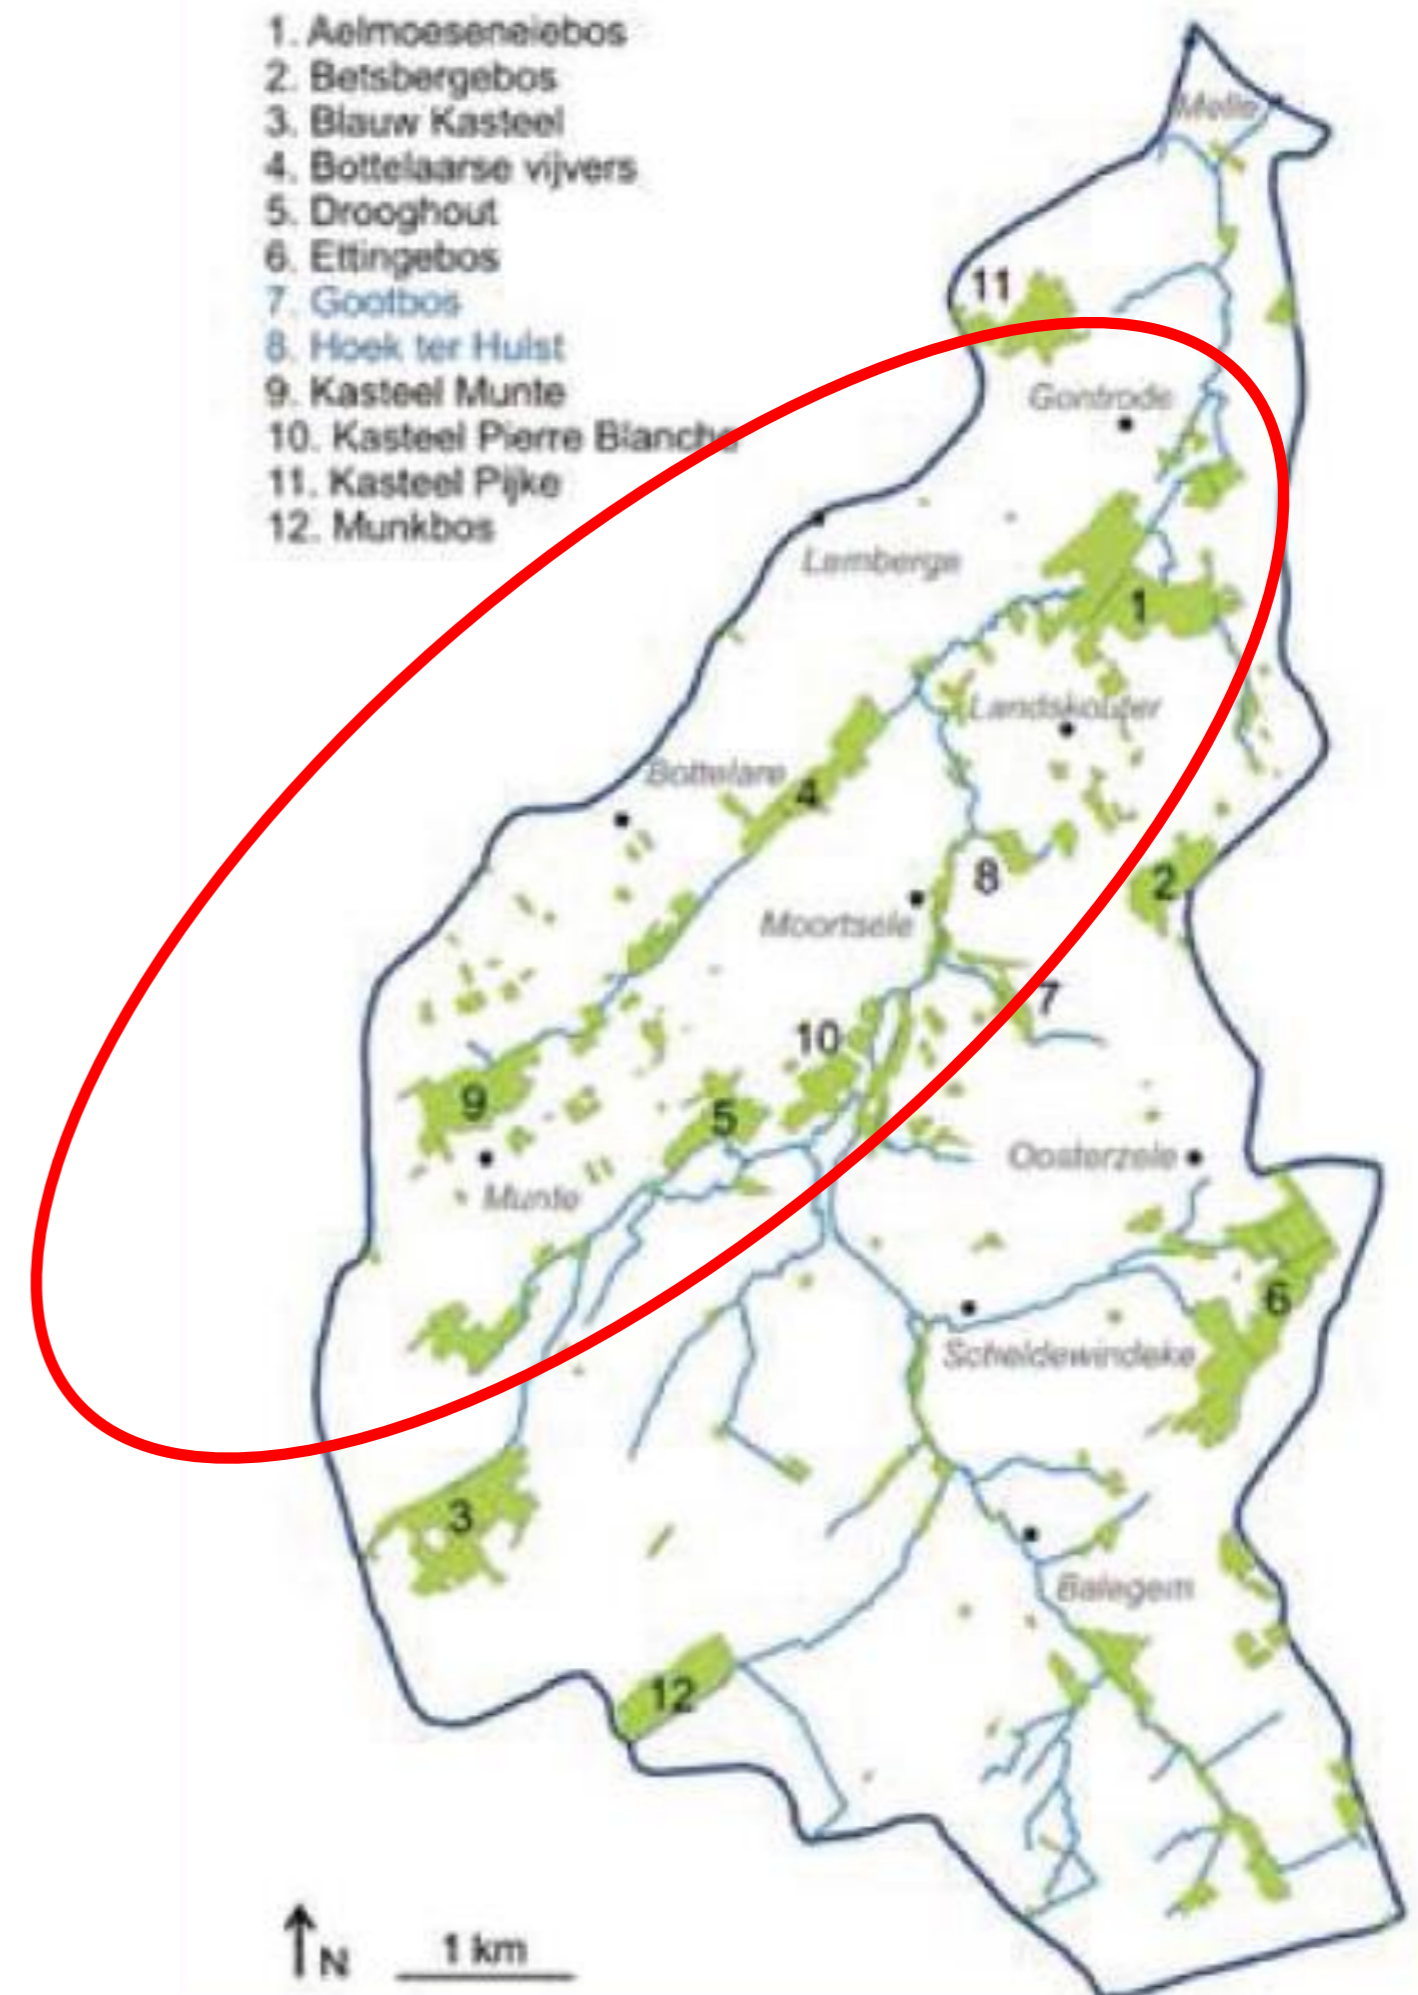 1. Aelmoeseneiebos
2. Betsbergebos
3. Blauw Kasteel
4. Bottelaarse vijvers
5. Drooghout
6. Ettingebos
7. Gootbos
8. Hoek ter Hulst
9. Kasteel Munte
10. Kasteel Pierre Blanche
11. Kasteel Pijke
12. Munkbos
Melle
11
Gontrode
Lemberge
1
Landskouter
Bottelare
4
8
2
Moortsele
7
10
9
5
Oosterzele
Munte
6
Scheldewindeke
3
Balegem
12
N
1 km